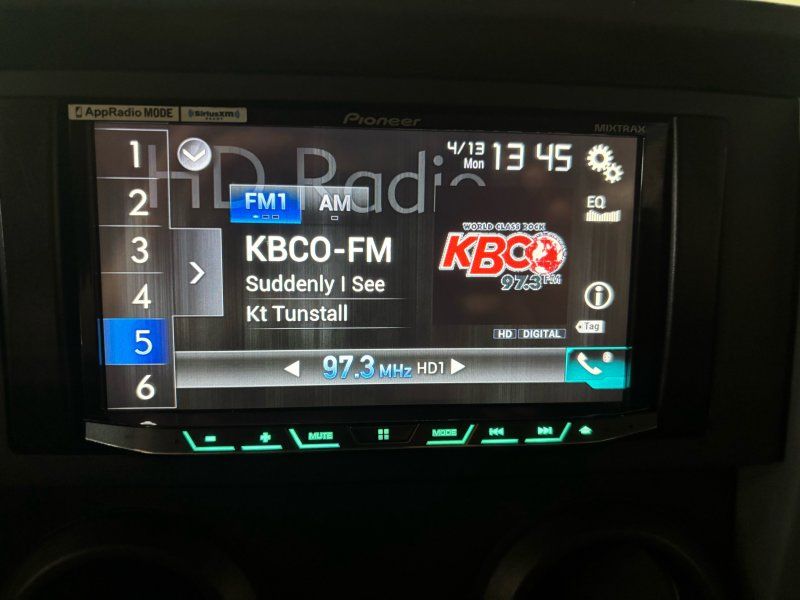 AppRadio MODE
SiriusXM
READY
Pioneer
MIXTRAX
HD Radio
4/13
Mon
13 45
1
2
3
4
5
6
FM1
AM
EQ
KBCO-FM
Suddenly I See
Kt Tunstall
WORLD CLASS ROCK
KBCO
97.3 FM
HD DIGITAL
Tag
97.3 MHz HD1
MUTE
MODE